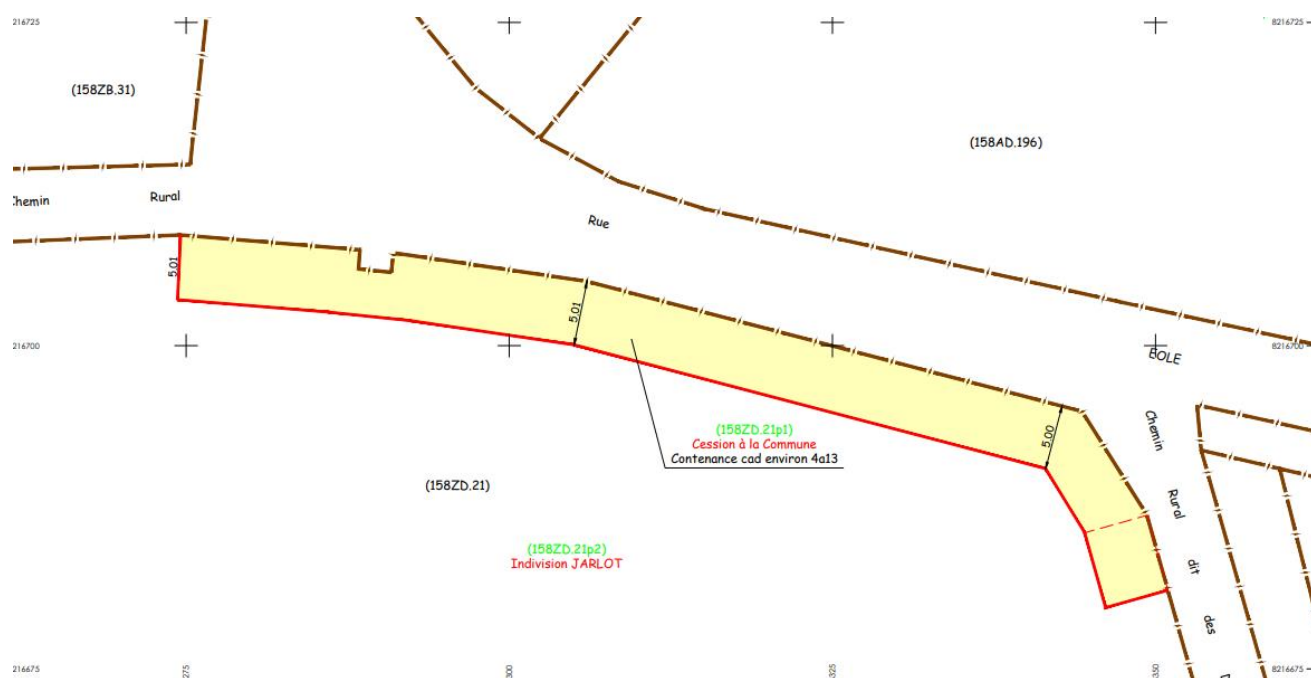 216725
8216725
(158ZB.31)
(158AD.196)
Chemin Rural
Rue
5.01
5.01
216700
EOLE
8216700
Chemin
(158ZD.21p1)
Cession à la Commune
5.00
Contenance cad environ 4a13
(158ZD.21)
Rural
(158ZD.21p2)
Indivision JARLOT
dit
des
216675
275
300
325
350
8216675